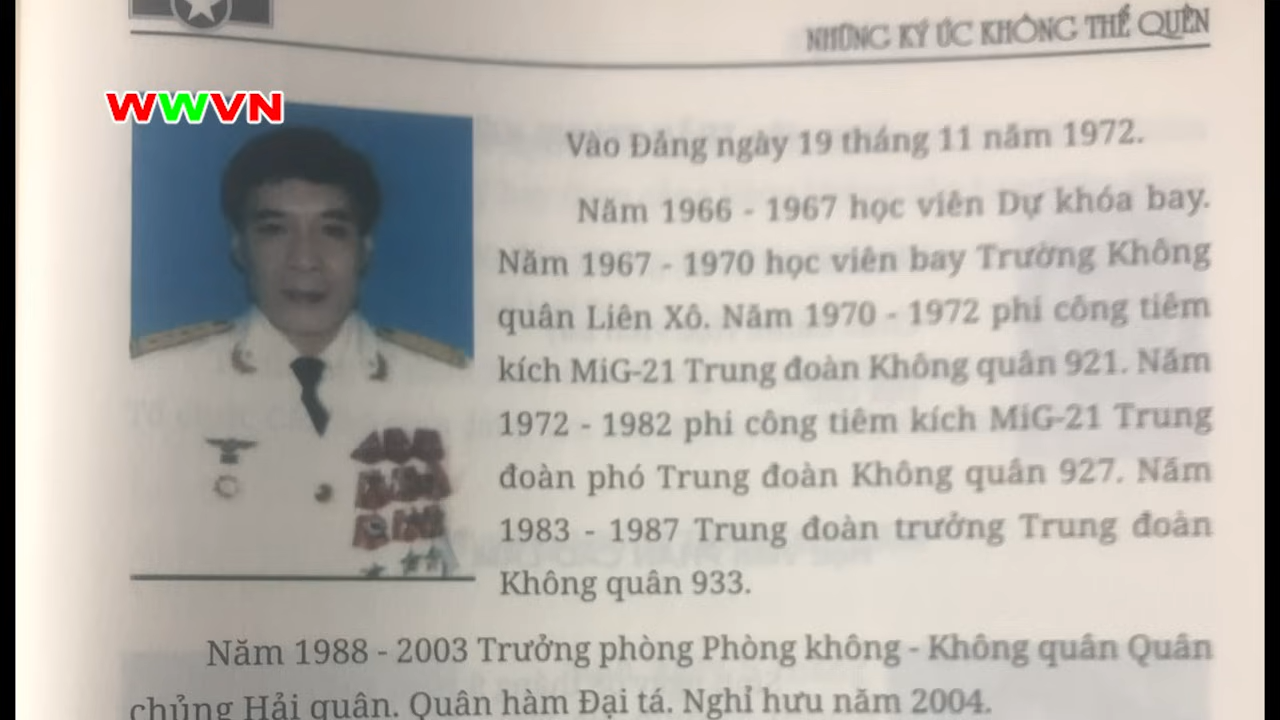 NHỮNG KÝ ỨC KHÔNG THỂ QUÊN
WWVN
Vào Đảng ngày 19 tháng 11 năm 1972.
Năm 1966 - 1967 học viên Dự khóa bay.
Năm 1967 - 1970 học viên bay Trường Không
quân Liên Xô. Năm 1970 - 1972 phi công tiêm
kích MiG-21 Trung đoàn Không quân 921. Năm
1972 - 1982 phi công tiêm kích MiG-21 Trung
đoàn phó Trung đoàn Không quân 927. Năm
1983 - 1987 Trung đoàn trưởng Trung đoàn
Không quân 933.
Năm 1988 - 2003 Trưởng phòng Phòng không - Không quân Quân
chủng Hải quân. Quân hàm Đại tá. Nghỉ hưu năm 2004.